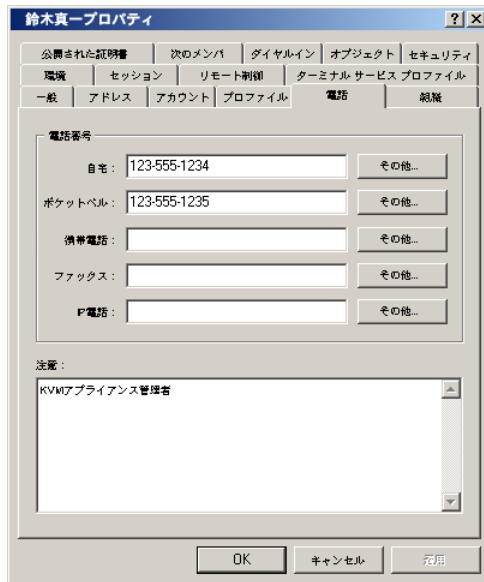 鈴木真一プロパティ
公開された証明書 次のメンバ ダイヤルイン オブジェクト セキュリティ
環境 セッション リモート制御 ターミナル サービス プロファイル
一般 アドレス アカウント プロファイル 電話 組織
電話番号
自宅: 123-555-1234 その他...
ポケットベル: 123-555-1235 その他...
携帯電話: その他...
ファックス: その他...
IP電話: その他...
注意:
KVMアプライアンス管理者
OK キャンセル 適用